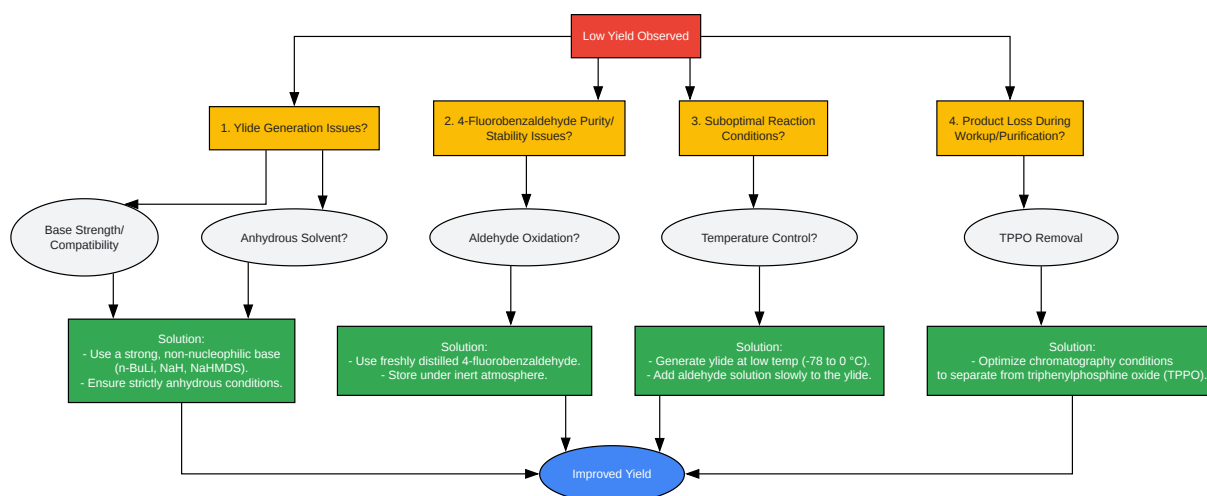 Low Yield Observed
1. Ylide Generation Issues?
2. 4-Fluorobenzaldehyde Purity/
Stability Issues?
3. Suboptimal Reaction
Conditions?
4. Product Loss During
Workup/Purification?
Base Strength/
Compatibility
Anhydrous Solvent?
Aldehyde Oxidation?
Temperature Control?
TPPO Removal
Solution:
- Use a strong, non-nucleophilic base
(n-BuLi, NaH, NaHMDS).
- Ensure strictly anhydrous conditions.
Solution:
- Use freshly distilled 4-fluorobenzaldehyde.
- Store under inert atmosphere.
Solution:
- Generate ylide at low temp (-78 to 0 °C).
- Add aldehyde solution slowly to the ylide.
Solution:
- Optimize chromatography conditions
to separate from triphenylphosphine oxide (TPPO).
Improved Yield